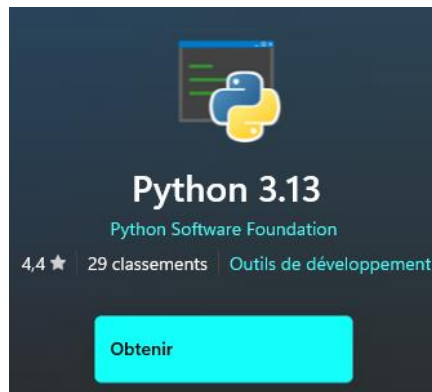 Python 3.13
Python Software Foundation
4,4 ★ 29 classements Outils de développement
Obtenir